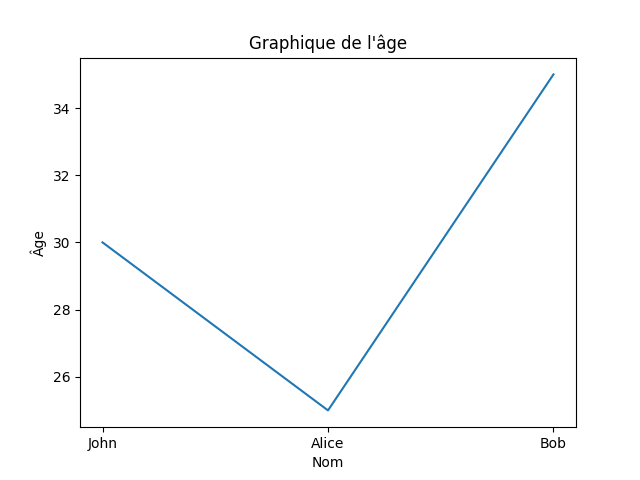 Graphique de l'âge
34
32
30
28
26
Âge
John Alice Bob
Nom